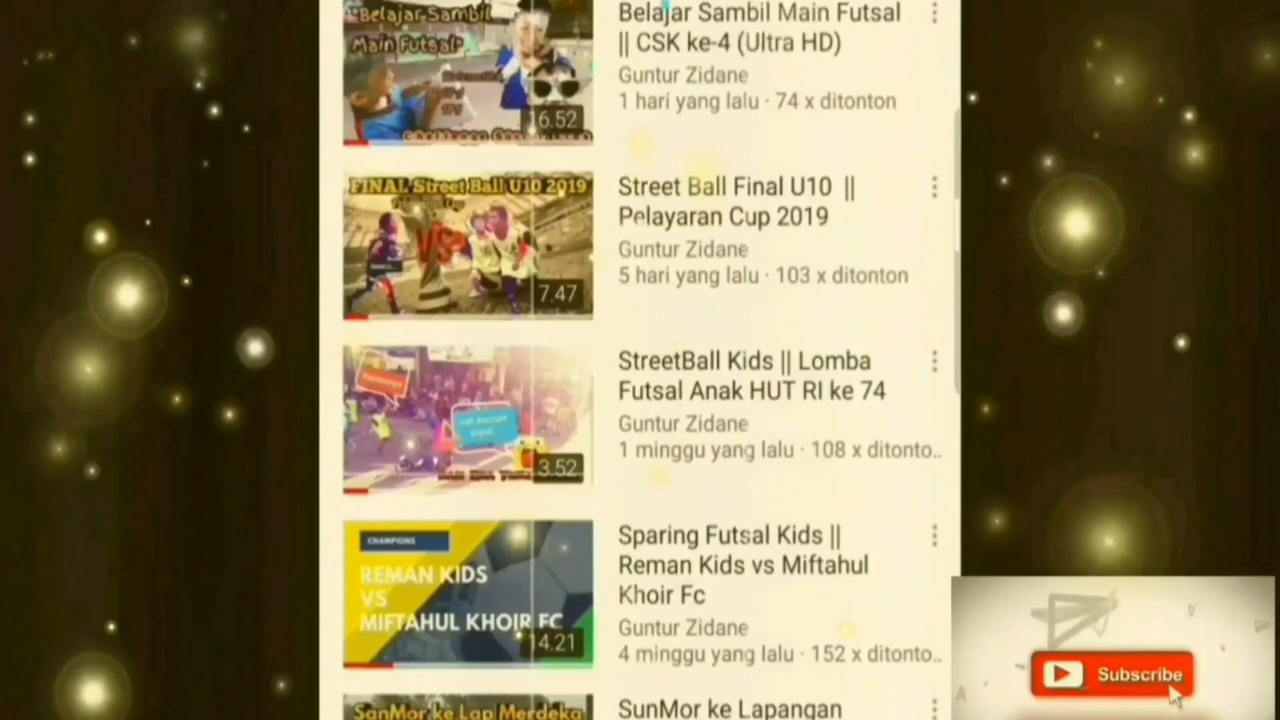 "Belajar Sambil
Main Futsal"
16.52
Belajar Sambil Main Futsal
|| CSK ke-4 (Ultra HD)
Guntur Zidane
1 hari yang lalu · 74 x ditonton
FINAL Street Ball U10 2019
VS
7.47
Street Ball Final U10 ||
Pelayaran Cup 2019
Guntur Zidane
5 hari yang lalu · 103 x ditonton
3.52
StreetBall Kids || Lomba
Futsal Anak HUT RI ke 74
Guntur Zidane
1 minggu yang lalu · 108 x ditonto..
CHAMPIONS
REMAN KIDS
VS
MIFTAHUL KHOIR FC
14.21
Sparing Futsal Kids ||
Reman Kids vs Miftahul
Khoir Fc
Guntur Zidane
4 minggu yang lalu · 152 x ditonto..
SanMor ke Lap Merdeka
SunMor ke Lapangan
Subscribe